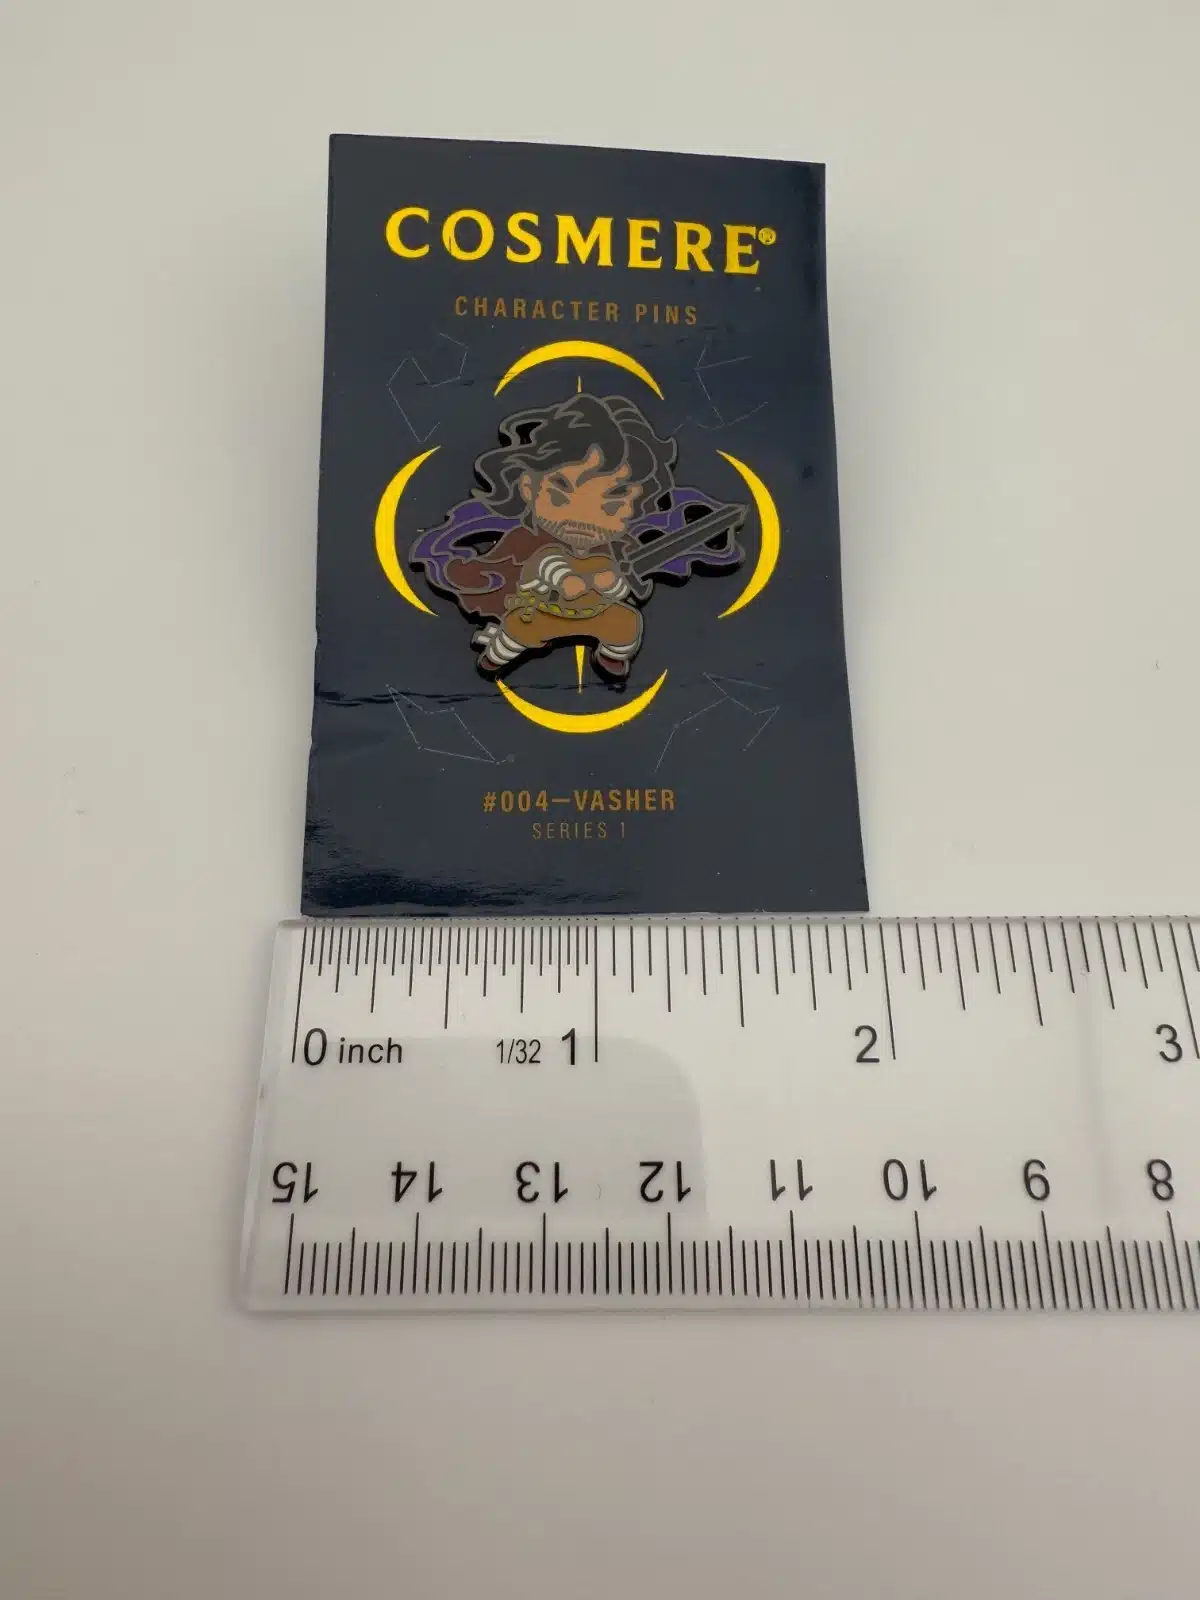 COSMERE®
CHARACTER PINS
#004—VASHER
SERIES 1
0 inch 1/32 1 2 3
15 14 13 12 11 10 9 8